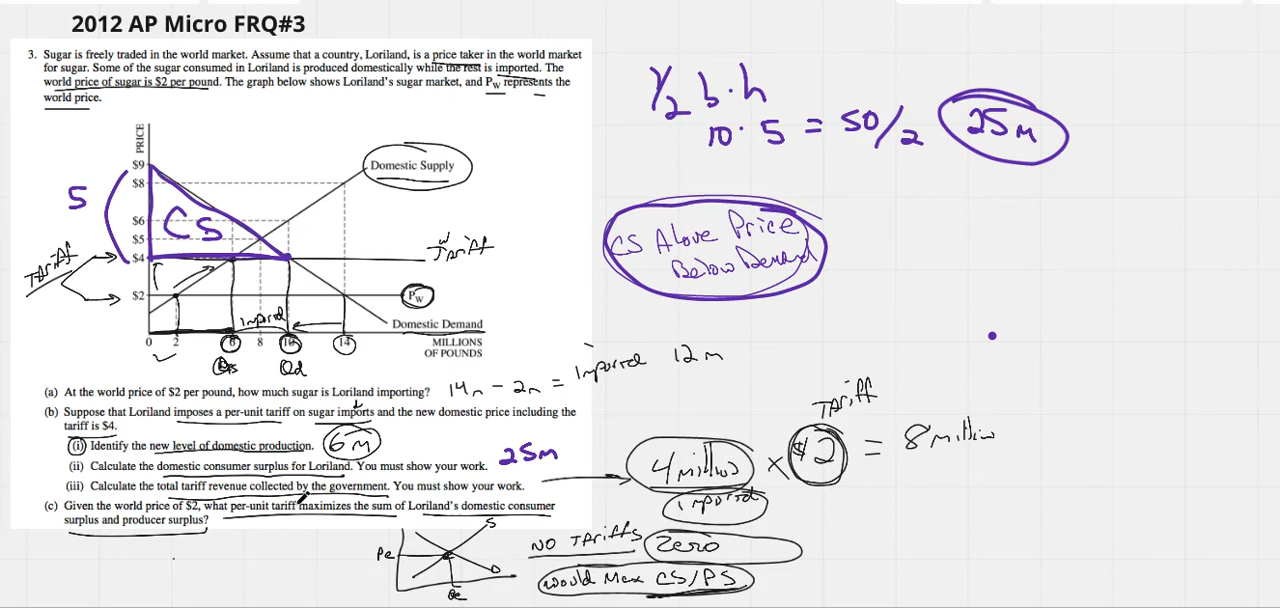 2012 AP Micro FRQ#3
3. Sugar is freely traded in the world market. Assume that a country, Loriland, is a price taker in the world market
for sugar. Some of the sugar consumed in Loriland is produced domestically while the rest is imported. The
world price of sugar is $2 per pound. The graph below shows Loriland's sugar market, and PW represents the
world price.
½ b.h
10. 5 = 50/2 25m
PRICE
$9
$8
$6
$5
$4
$2
5
CS
Domestic Supply
Tariff
w
Tariff
PW
Import
Domestic Demand
0 2 6 8 10 14
MILLIONS
OF POUNDS
Qs Qd
CS Above Price
Below Demand
(a) At the world price of $2 per pound, how much sugar is Loriland importing? 14m - 2m = Imported 12m
(b) Suppose that Loriland imposes a per-unit tariff on sugar imports and the new domestic price including the
tariff is $4.
(i) Identify the new level of domestic production. 6m
(ii) Calculate the domestic consumer surplus for Loriland. You must show your work. 25m
(iii) Calculate the total tariff revenue collected by the government. You must show your work.
(c) Given the world price of $2, what per-unit tariff maximizes the sum of Loriland's domestic consumer
surplus and producer surplus?
Tariff
4 million x $2 = 8 million
Imported
S
Pe
D
Qe
NO Tariffs Zero
Would Max CS/PS